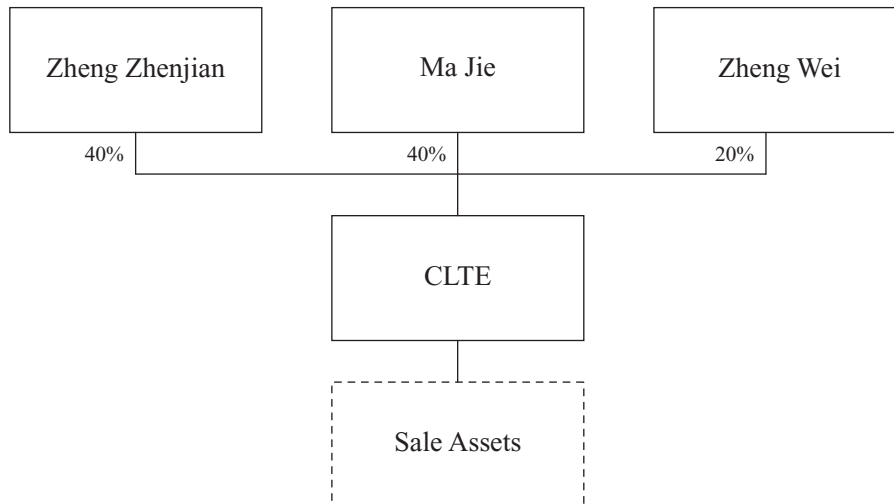 Zheng Zhenjian
Ma Jie
Zheng Wei
40%
40%
20%
CLTE
Sale Assets